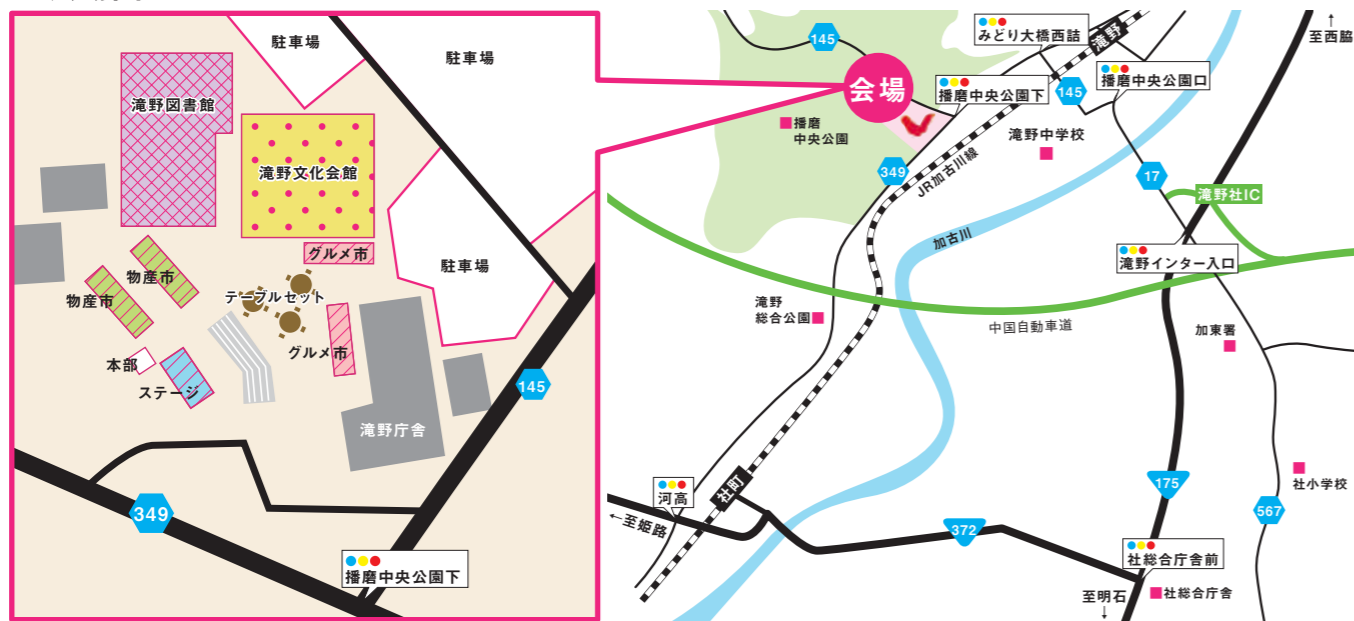 駐車場
駐車場
滝野図書館
滝野文化会館
グルメ市
駐車場
物産市
物産市
テーブルセット
グルメ市
本部
ステージ
145
滝野庁舎
349
播磨中央公園下
145
みどり大橋西詰
滝野
至西脇
会場
播磨中央公園下
145
播磨中央公園口
播磨
中央公園
滝野中学校
349
JR加古川線
17
滝野社IC
加古川
滝野インター入口
滝野
総合公園
中国自動車道
加東署
社町
河高
175
社小学校
←至姫路
372
567
社総合庁舎前
至明石
社総合庁舎